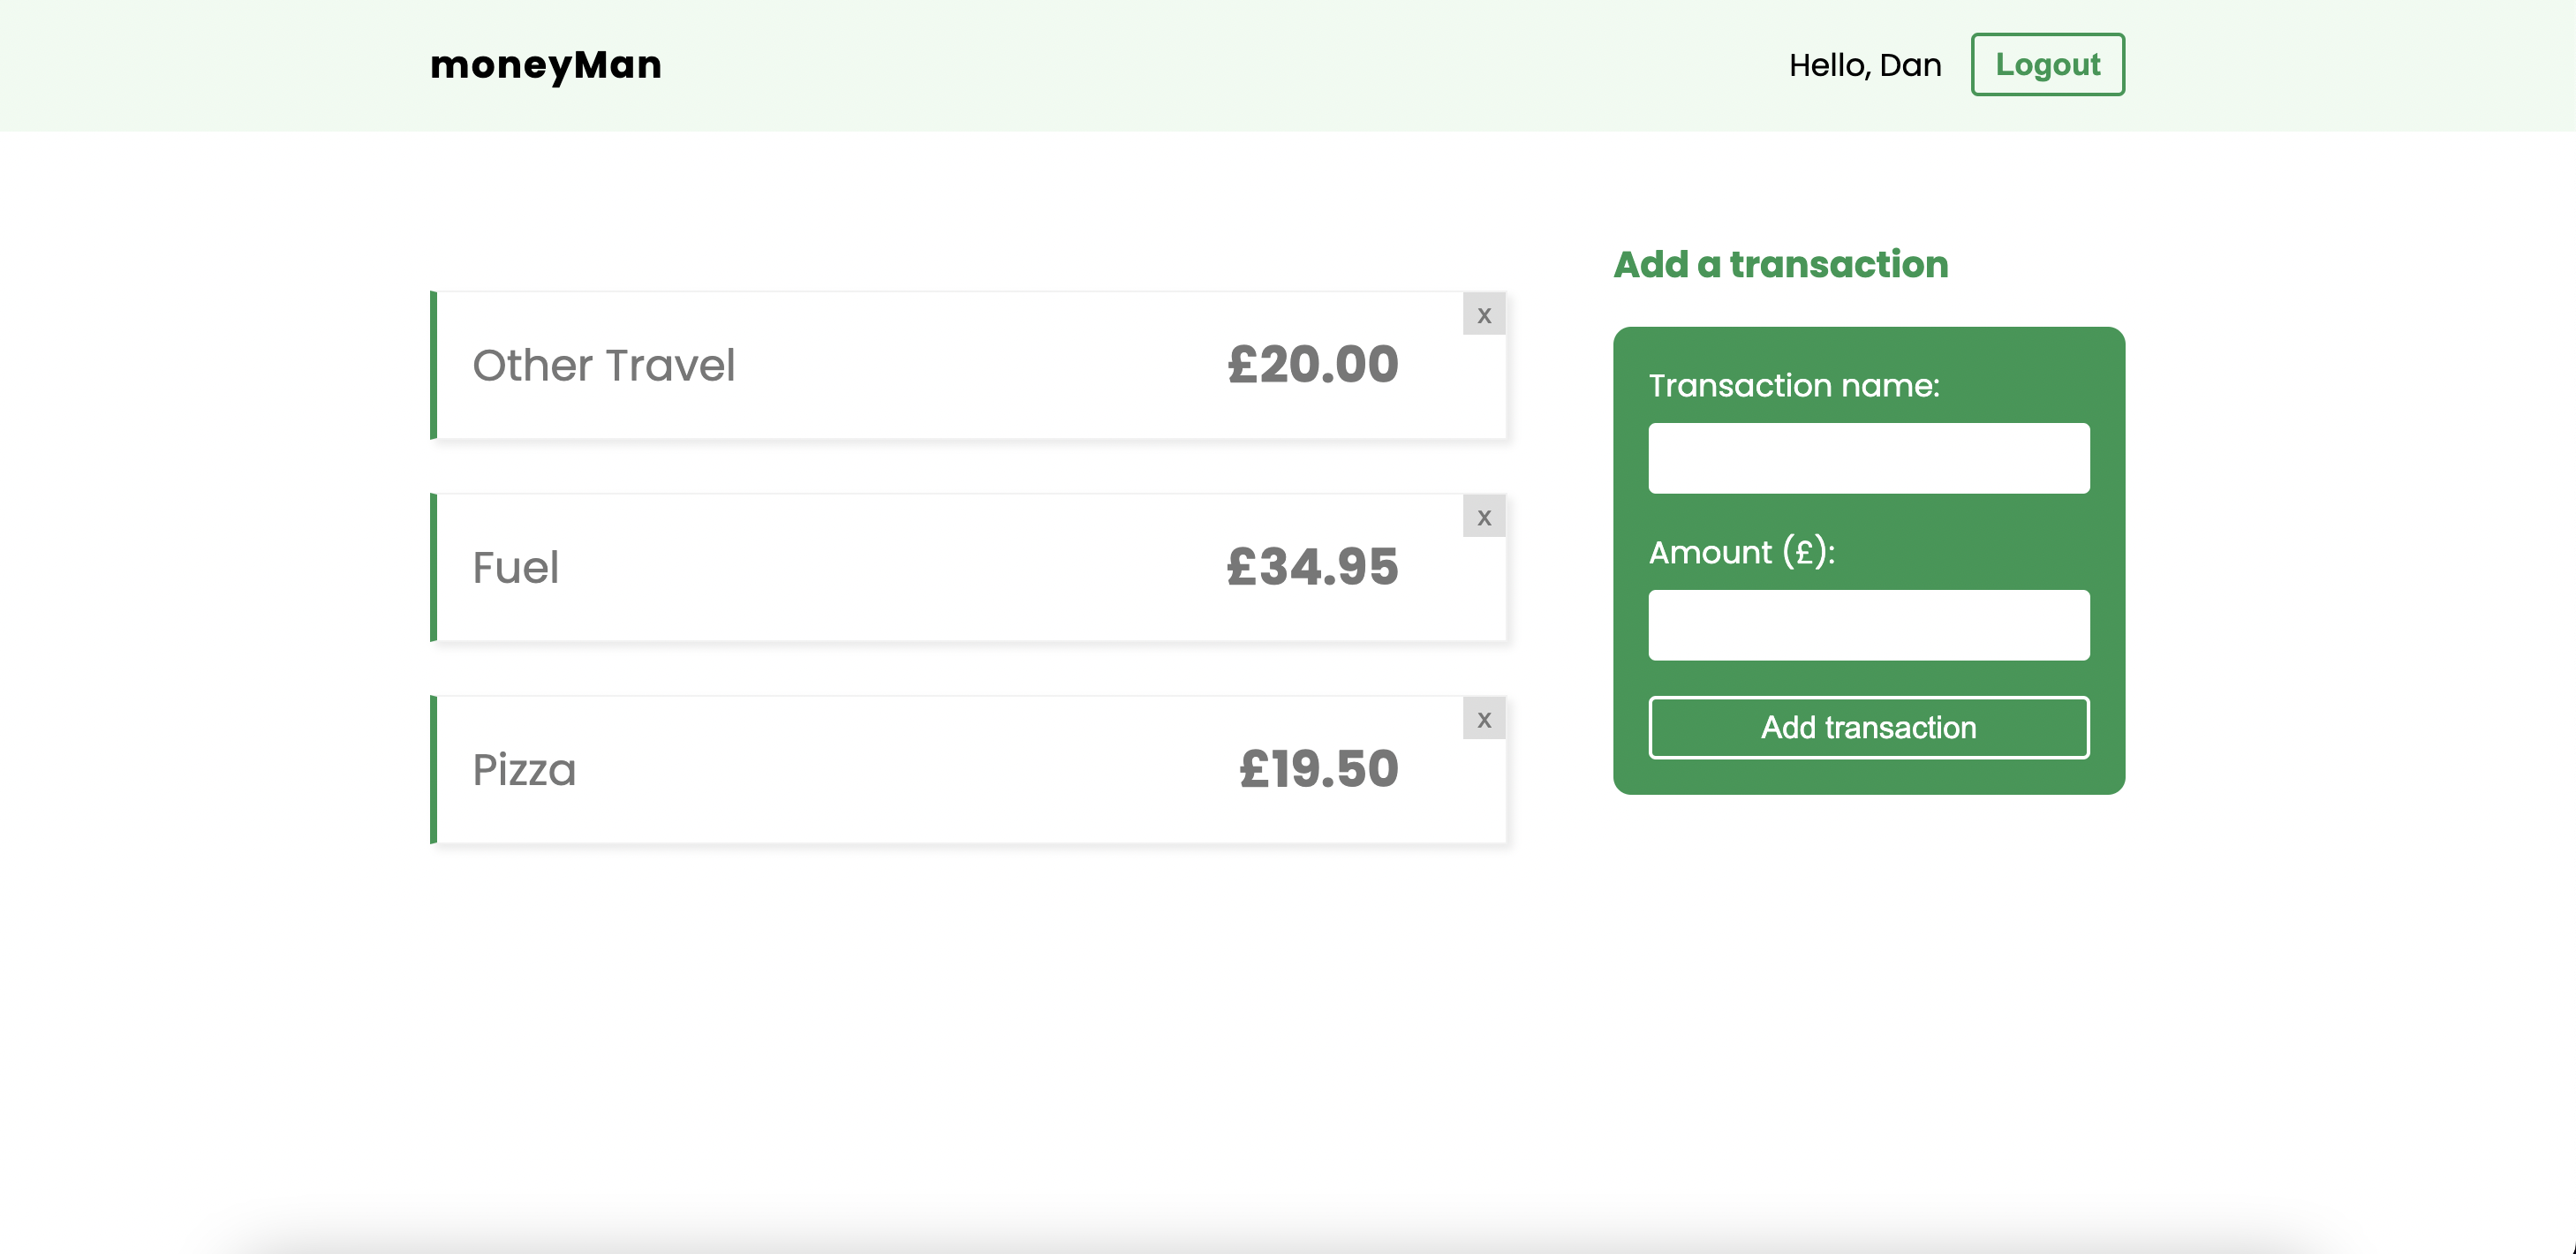 moneyMan
Hello, Dan
Logout
x
Other Travel
£20.00
x
Fuel
£34.95
x
Pizza
£19.50
Add a transaction
Transaction name:
Amount (£):
Add transaction